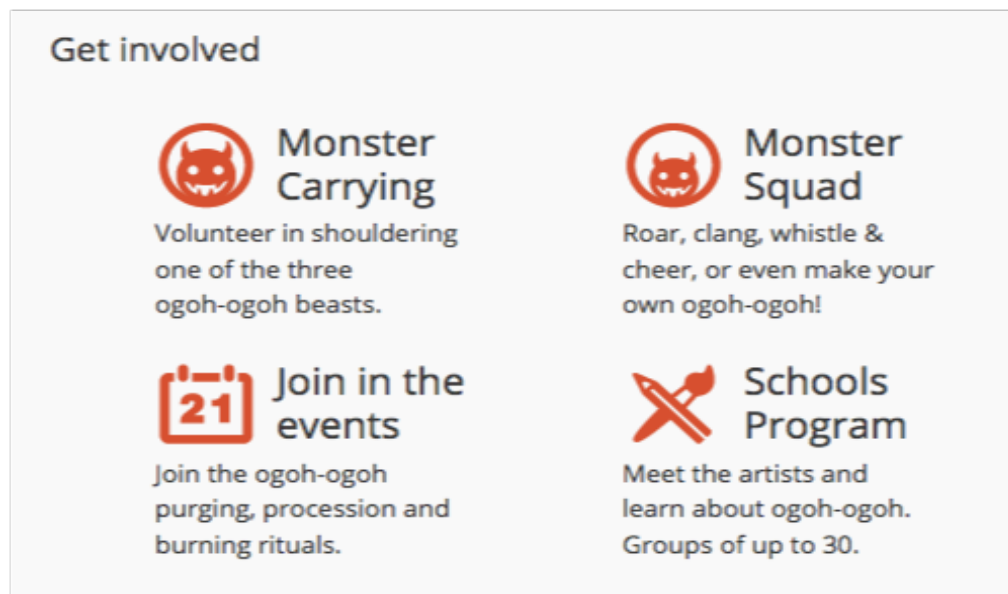 Get involved
Monster
Carrying
Volunteer in shouldering
one of the three
ogoh-ogoh beasts.
Monster
Squad
Roar, clang, whistle &
cheer, or even make your
own ogoh-ogoh!
21
Join in the
events
Join the ogoh-ogoh
purging, procession and
burning rituals.
Schools
Program
Meet the artists and
learn about ogoh-ogoh.
Groups of up to 30.